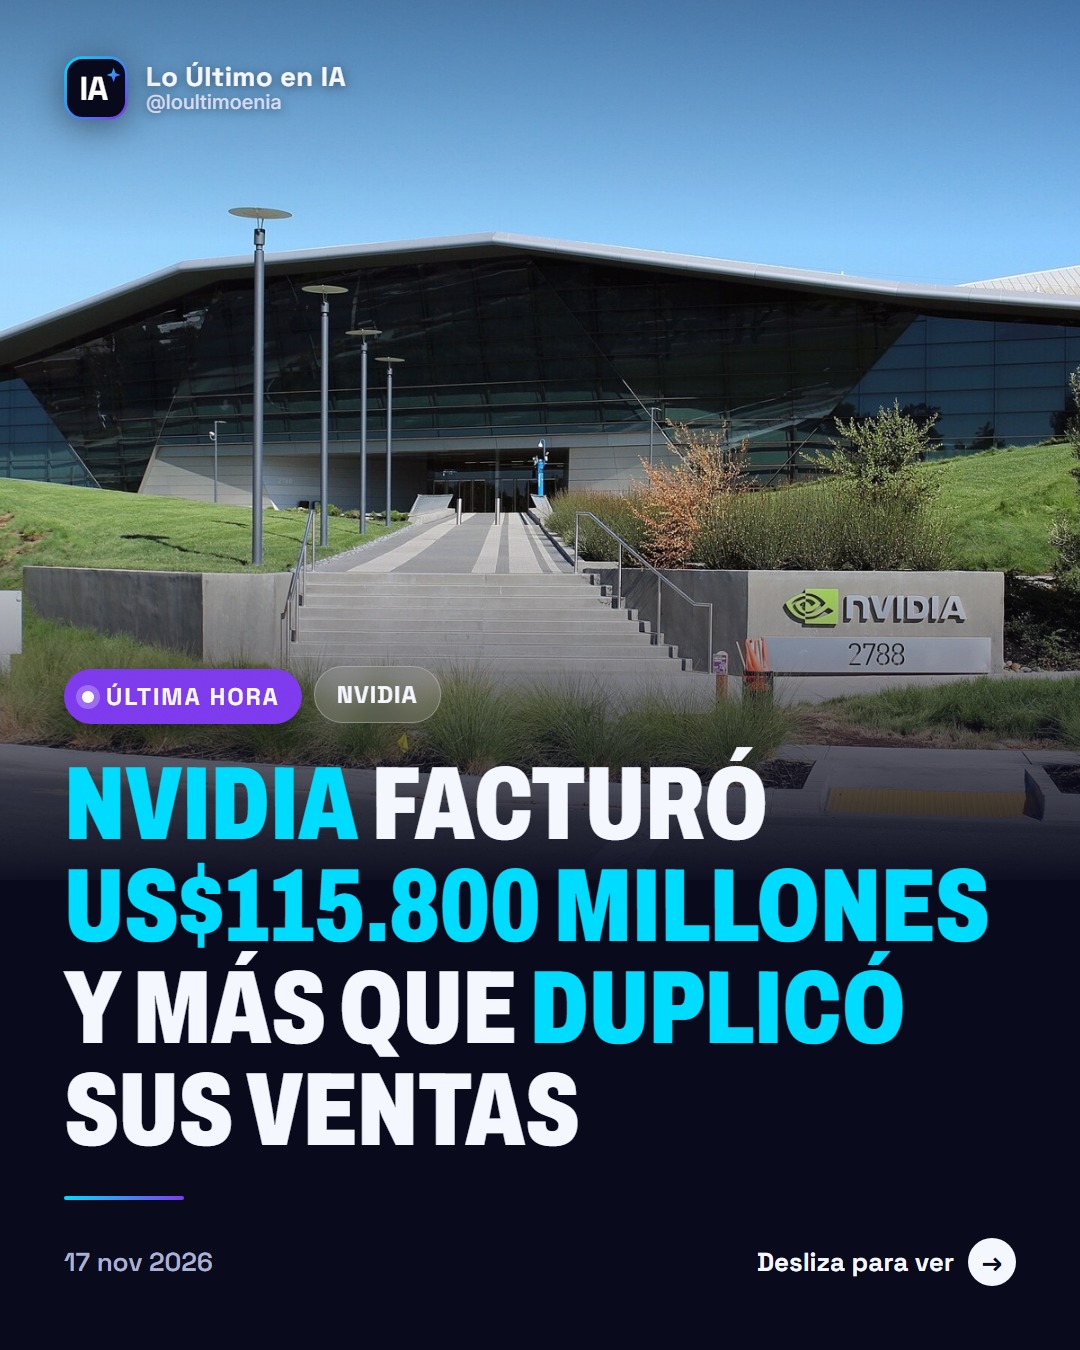 IA
Lo Último en IA
@loultimoenia
NVIDIA
2788
ÚLTIMA HORA
NVIDIA
NVIDIA FACTURÓ
US$115.800 MILLONES
Y MÁS QUE DUPLICÓ
SUS VENTAS
17 nov 2026
Desliza para ver →